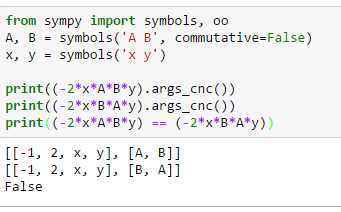 from sympy import symbols, oo
A, B = symbols('A B', commutative=False)
x, y = symbols('x y')
print((-2*x*A*B*y).args_cnc())
print((-2*x*B*A*y).args_cnc())
print((-2*x*A*B*y) == (-2*x*B*A*y))
[[-1, 2, x, y], [A, B]]
[[-1, 2, x, y], [B, A]]
False